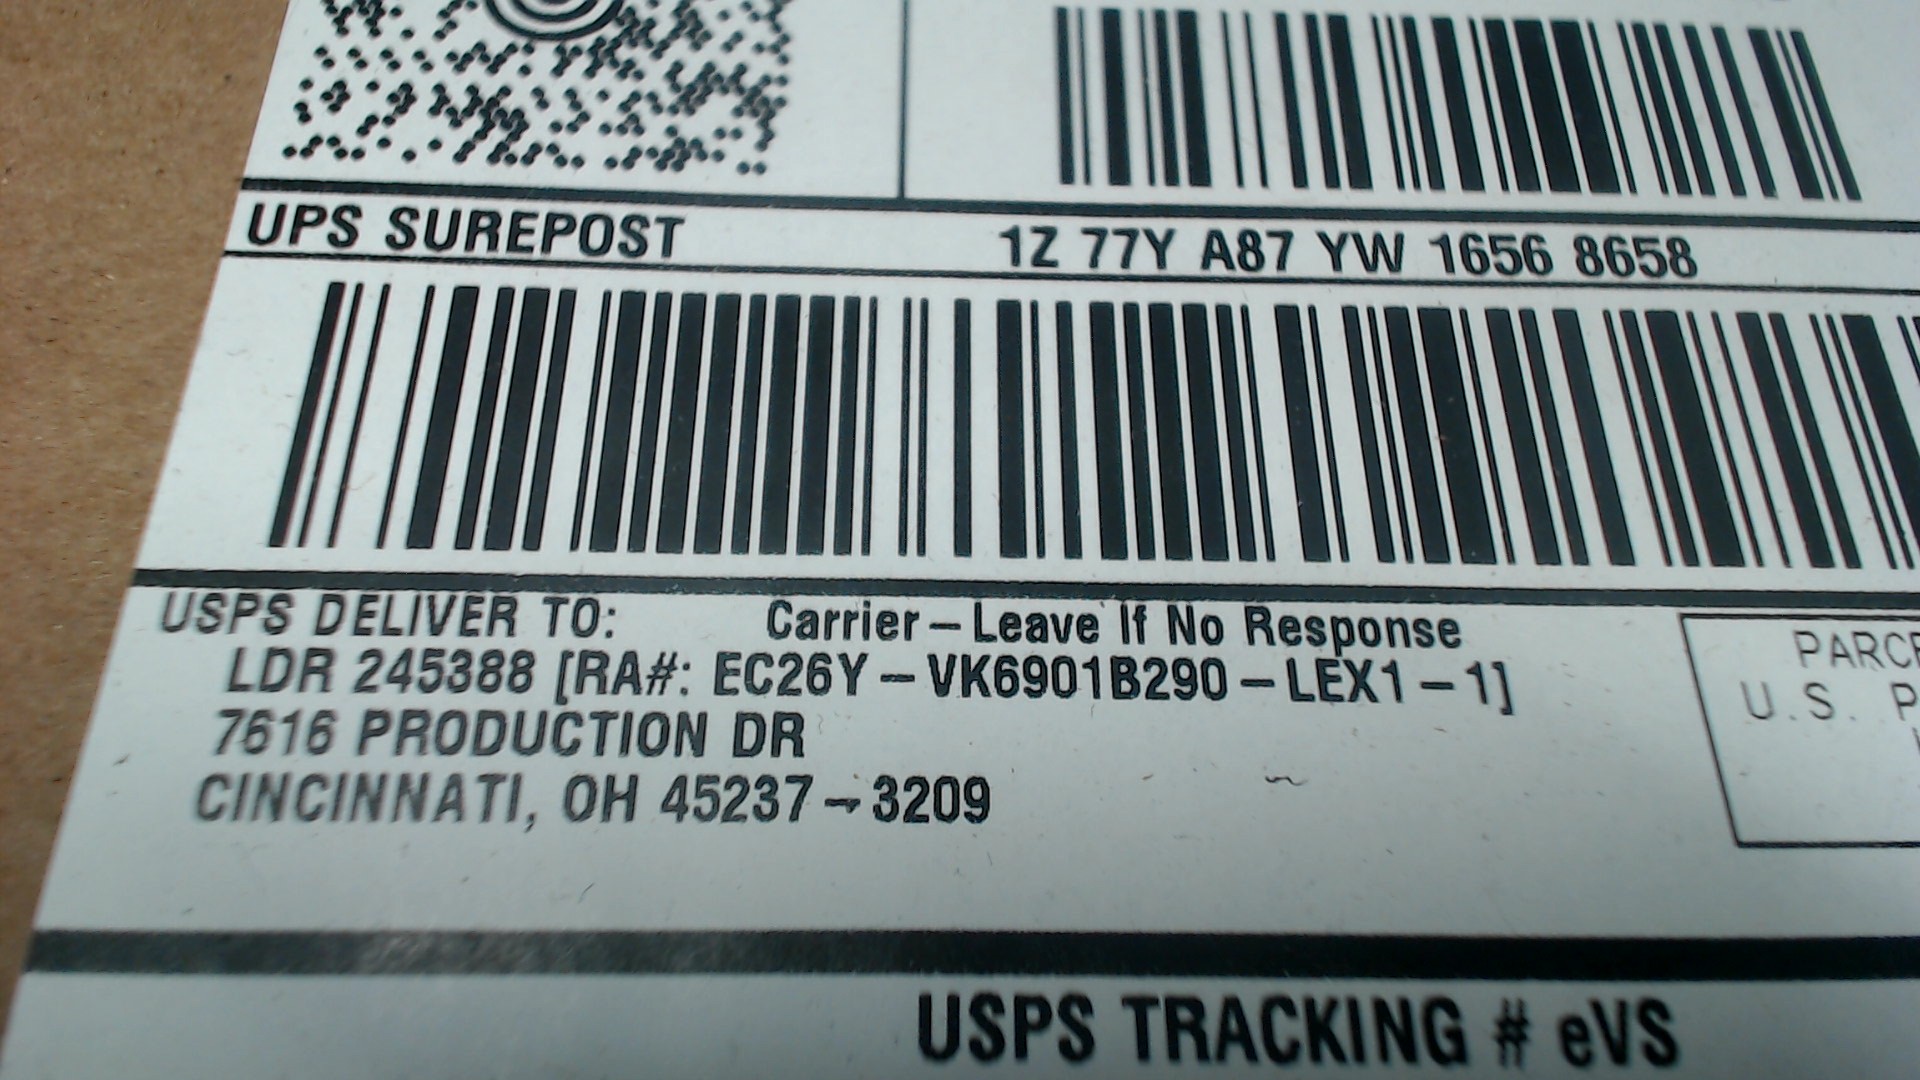 UPS SUREPOST
1Z 77Y A87 YW 1656 8658
USPS DELIVER TO: Carrier – Leave If No Response
LDR 245388 [RA#: EC26Y – VK6901B290 – LEX1 – 1]
7616 PRODUCTION DR
CINCINNATI, OH 45237 – 3209
U.S.
USPS TRACKING # eVS